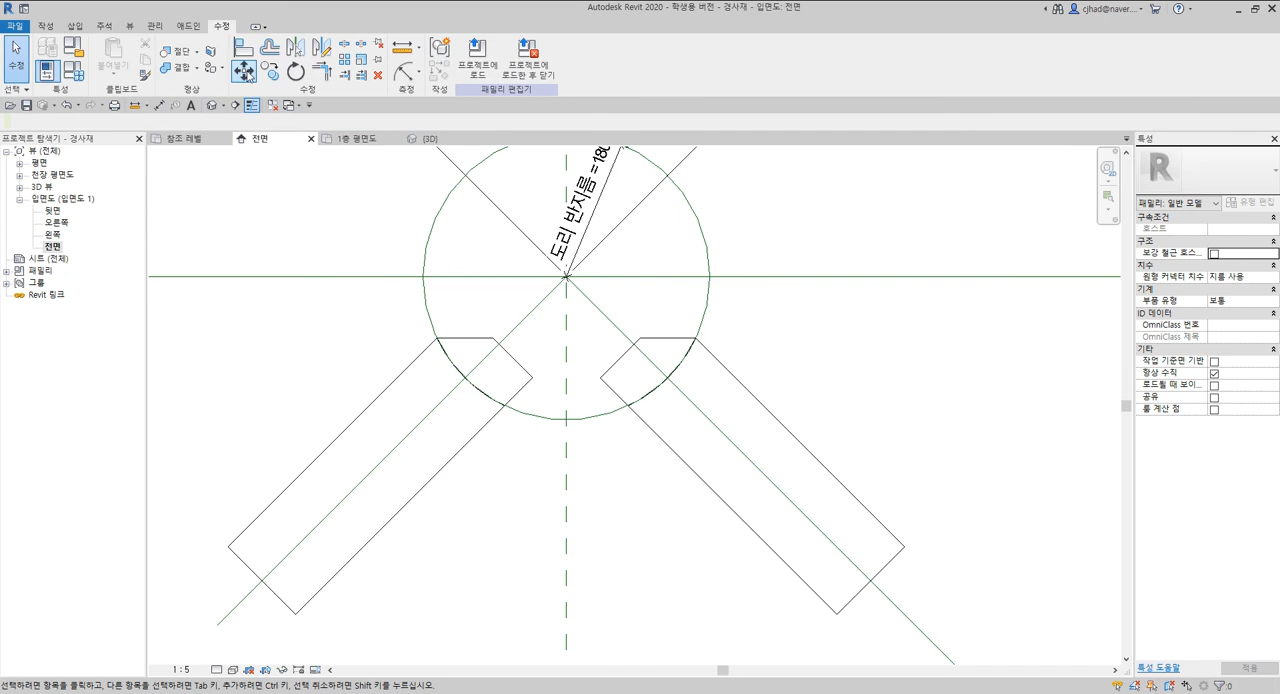 Autodesk Revit 2020 - 학생용 버전 - 경사재 - 입면도: 전면
cjhad@naver....
파일 작성 삽입 주석 뷰 관리 애드인 수정
수정
붙여넣기
절단
결합
프로젝트에
로드
프로젝트에
로드한 후 닫기
선택 특성 클립보드 형상 수정 측정 작성 패밀리 편집기
프로젝트 탐색기 - 경사재
뷰 (전체)
평면
천장 평면도
3D 뷰
입면도 (입면도 1)
뒷면
오른쪽
왼쪽
전면
시트 (전체)
패밀리
그룹
Revit 링크
참조 레벨
전면
1층 평면도
(3D)
도리 반지름 = 180
특성
패밀리: 일반 모델
유형 편집
구속조건
호스트
구조
보강 철근 호스...
치수
원형 커넥터 치수 지름 사용
기계
부품 유형 보통
ID 데이터
OmniClass 번호
OmniClass 제목
기타
작업 기준면 기반
항상 수직
로드될 때 보이...
공유
룸 계산 점
특성 도움말
적용
1 : 5
선택하려면 항목을 클릭하고, 다른 항목을 선택하려면 Tab 키, 추가하려면 Ctrl 키, 선택 취소하려면 Shift 키를 누르십시오.
:0